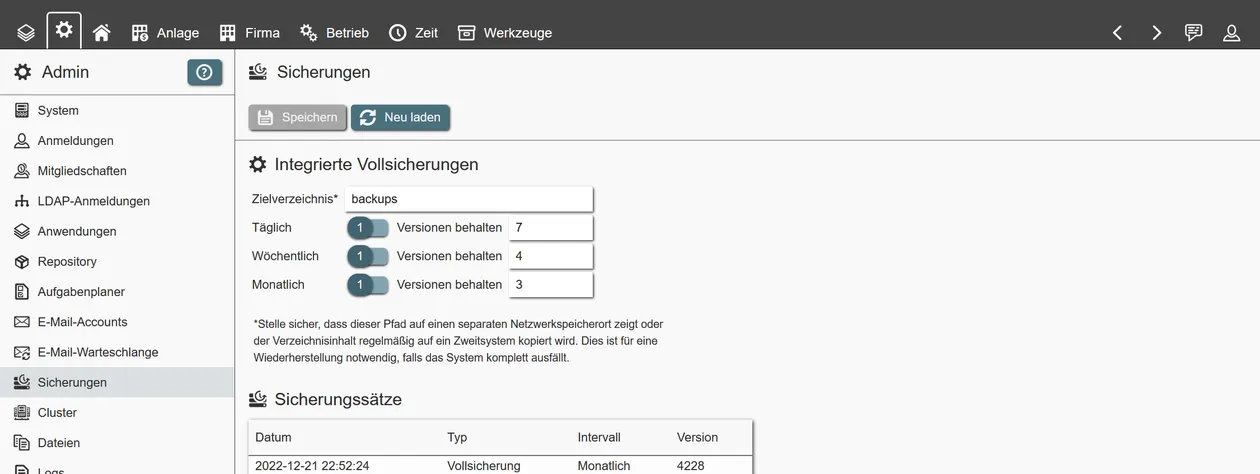 Anlage Firma Betrieb Zeit Werkzeuge
Admin
System
Anmeldungen
Mitgliedschaften
LDAP-Anmeldungen
Anwendungen
Repository
Aufgabenplaner
E-Mail-Accounts
E-Mail-Warteschlange
Sicherungen
Cluster
Dateien
Logs
Sicherungen
Speichern Neu laden
Integrierte Vollsicherungen
Zielverzeichnis* backups
Täglich 1 Versionen behalten 7
Wöchentlich 1 Versionen behalten 4
Monatlich 1 Versionen behalten 3
*Stelle sicher, dass dieser Pfad auf einen separaten Netzwerkspeicherort zeigt oder
der Verzeichnisinhalt regelmäßig auf ein Zweitsystem kopiert wird. Dies ist für eine
Wiederherstellung notwendig, falls das System komplett ausfällt.
Sicherungssätze
Datum Typ Intervall Version
2022-12-21 22:52:24 Vollsicherung Monatlich 4228